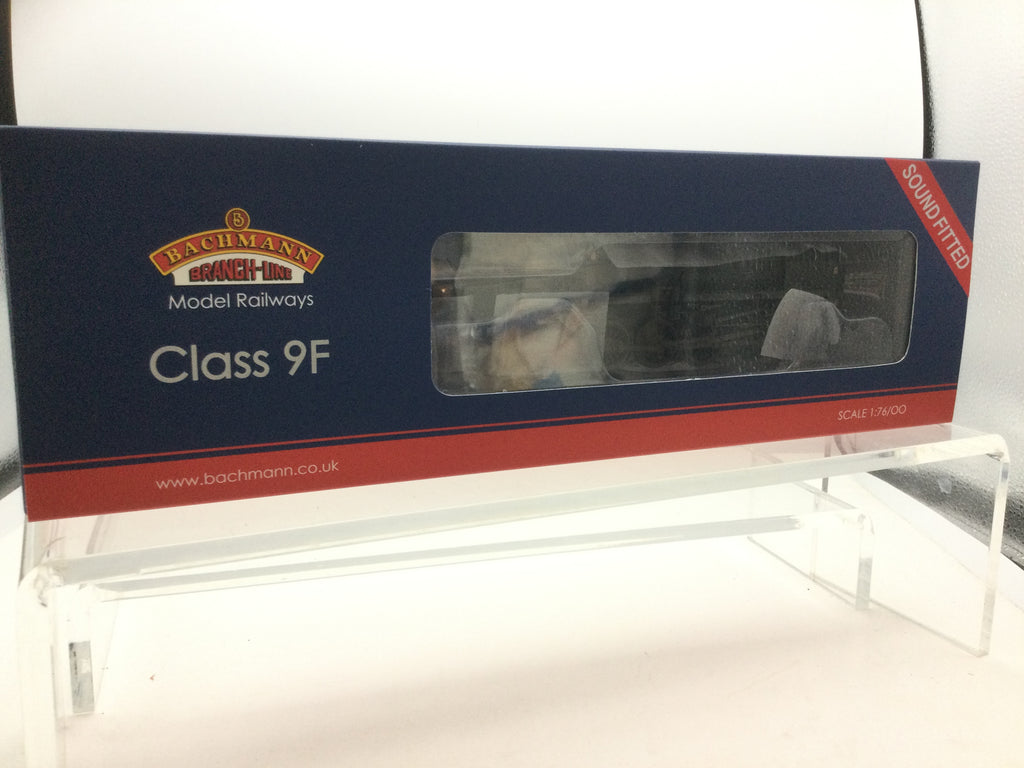 B
BACHMANN
BRANCH-LINE
Model Railways
Class 9F
SOUND FITTED
SCALE 1:76/OO
www.bachmann.co.uk